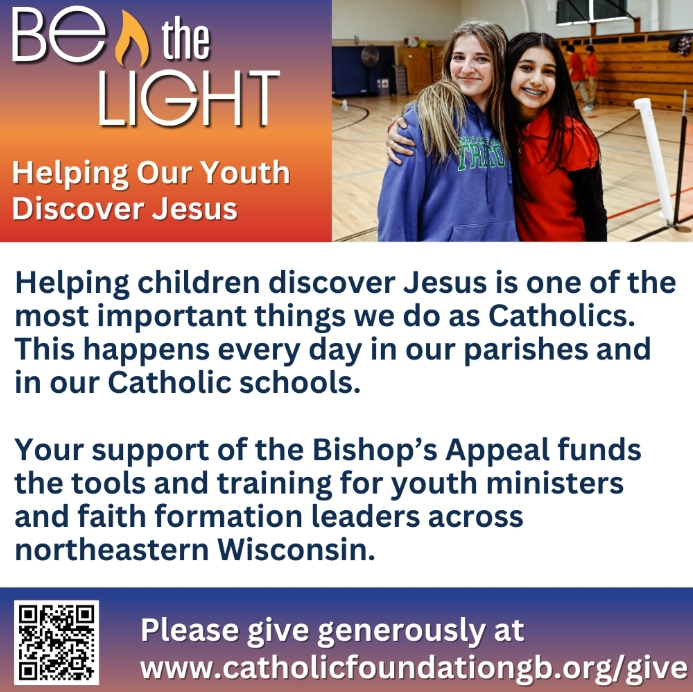 BE the
LIGHT
Helping Our Youth
Discover Jesus
Helping children discover Jesus is one of the
most important things we do as Catholics.
This happens every day in our parishes and
in our Catholic schools.
Your support of the Bishop's Appeal funds
the tools and training for youth ministers
and faith formation leaders across
northeastern Wisconsin.
Please give generously at
www.catholicfoundationgb.org/give